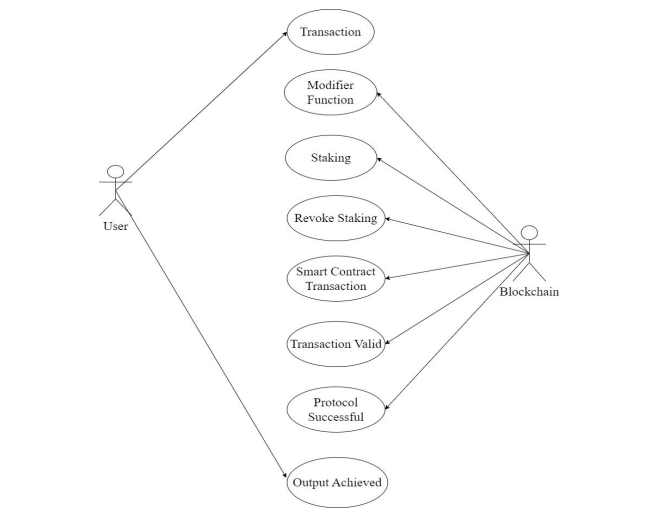 Transaction
Modifier
Function
Staking
User
Revoke Staking
Smart Contract
Transaction
Blockchain
Transaction Valid
Protocol
Successful
Output Achieved